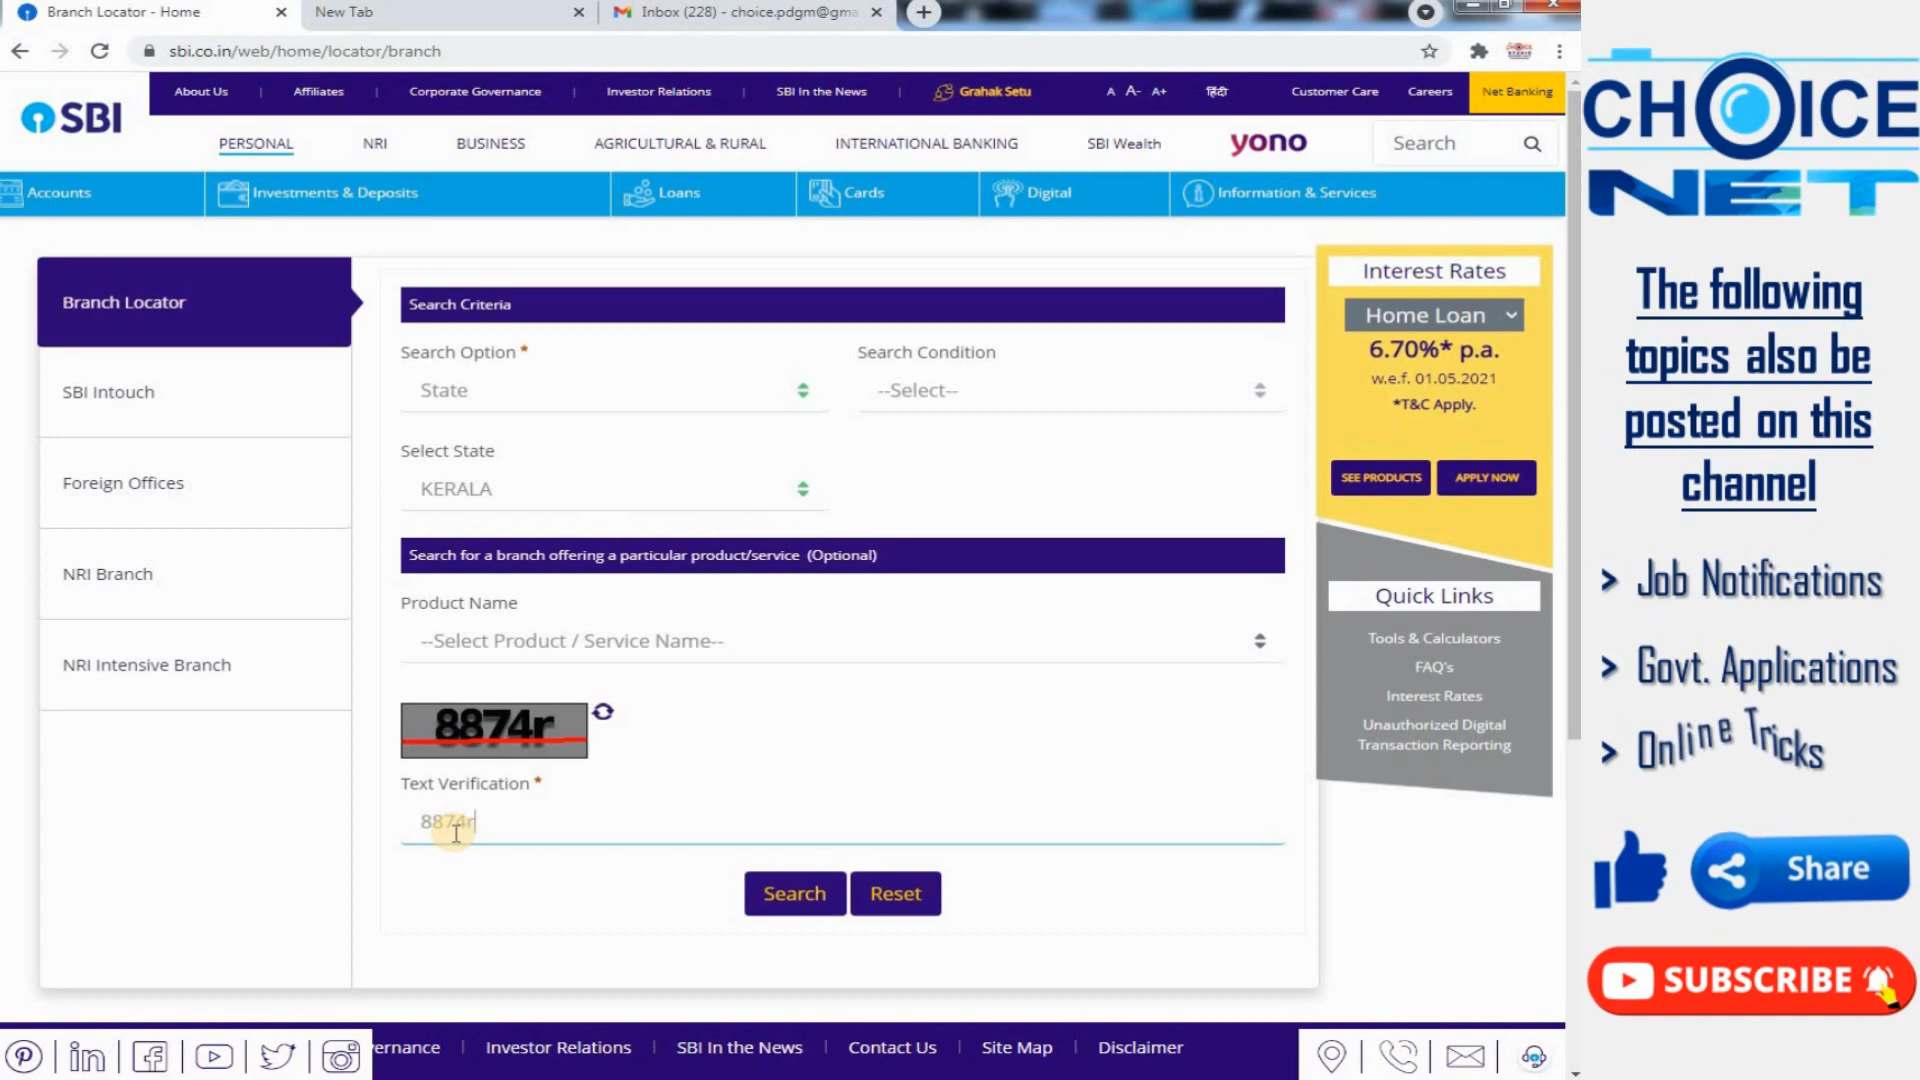 Branch Locator - Home
New Tab
Inbox (228) - choice.pdgm@gma
sbi.co.in/web/home/locator/branch
About Us
Affiliates
Corporate Governance
Investor Relations
SBI In the News
Grahak Setu
A A- A+
हिंदी
Customer Care
Careers
Net Banking
SBI
PERSONAL
NRI
BUSINESS
AGRICULTURAL & RURAL
INTERNATIONAL BANKING
SBI Wealth
yono
Search
Accounts
Investments & Deposits
Loans
Cards
Digital
Information & Services
Branch Locator
SBI Intouch
Foreign Offices
NRI Branch
NRI Intensive Branch
Search Criteria
Search Option *
Search Condition
State
--Select--
Select State
KERALA
Search for a branch offering a particular product/service (Optional)
Product Name
--Select Product / Service Name--
8874r
Text Verification *
8874r
Search
Reset
Interest Rates
Home Loan
6.70%* p.a.
w.e.f. 01.05.2021
*T&C Apply.
SEE PRODUCTS
APPLY NOW
Quick Links
Tools & Calculators
FAQ's
Interest Rates
Unauthorized Digital
Transaction Reporting
ernance
Investor Relations
SBI In the News
Contact Us
Site Map
Disclaimer
CHOICE
NET
The following
topics also be
posted on this
channel
> Job Notifications
> Govt. Applications
> Online Tricks
Share
SUBSCRIBE